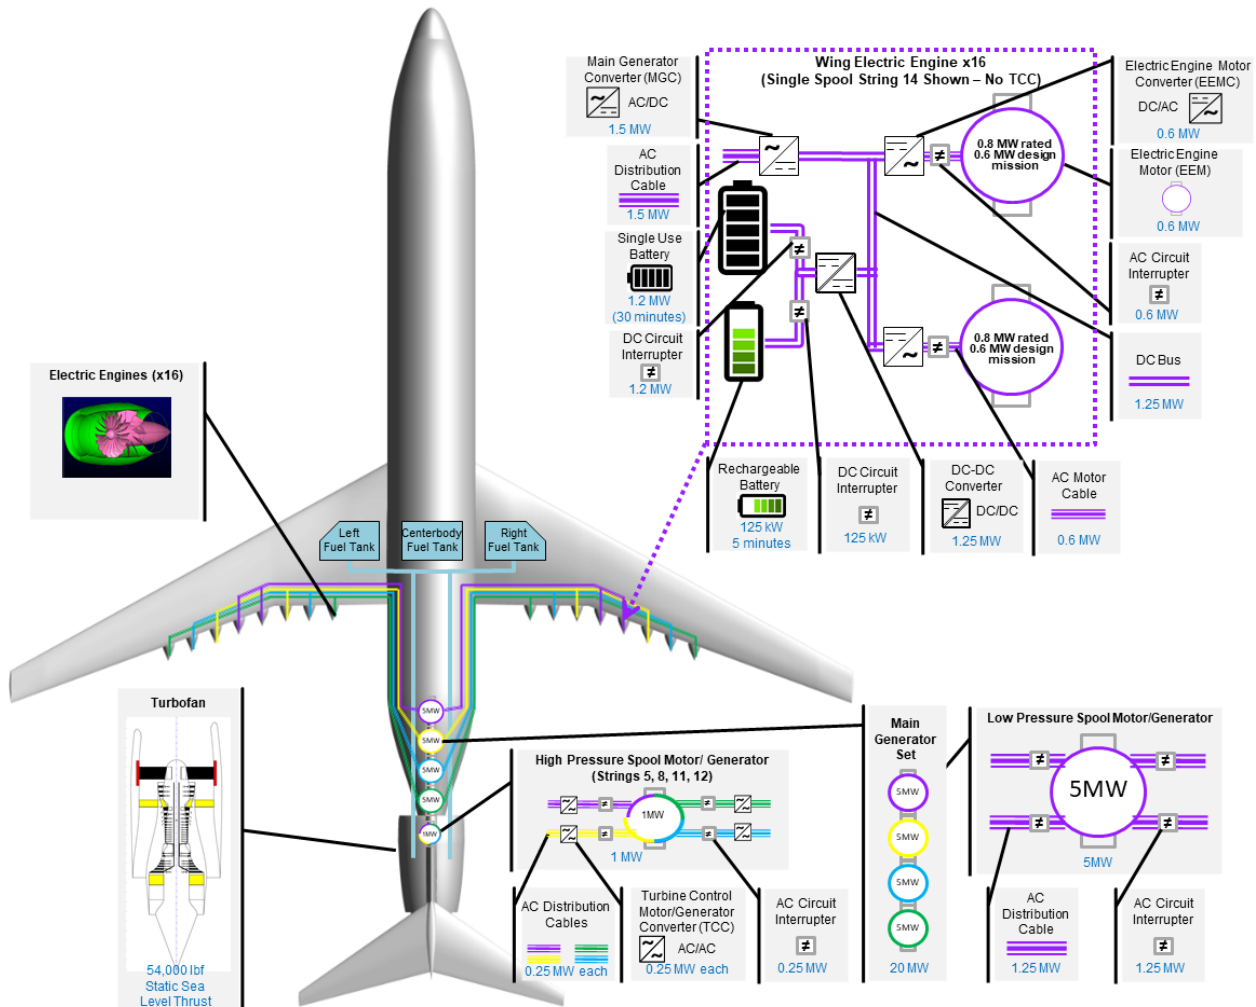 Wing Electric Engine x16
(Single Spool String 14 Shown – No TCC)
Main Generator
Converter (MGC)
AC/DC
1.5 MW
AC
Distribution
Cable
1.5 MW
Single Use
Battery
1.2 MW
(30 minutes)
DC Circuit
Interrupter
≠
1.2 MW
≠
≠
≠
≠
0.8 MW rated
0.6 MW design
mission
0.8 MW rated
0.6 MW design
mission
Electric Engine Motor
Converter (EEMC)
DC/AC
0.6 MW
Electric Engine
Motor (EEM)
0.6 MW
AC Circuit
Interrupter
≠
0.6 MW
DC Bus
1.25 MW
Rechargeable
Battery
125 kW
5 minutes
DC Circuit
Interrupter
≠
125 kW
DC-DC
Converter
DC/DC
1.25 MW
AC Motor
Cable
0.6 MW
Electric Engines (x16)
Left
Fuel Tank
Centerbody
Fuel Tank
Right
Fuel Tank
5MW
5MW
5MW
5MW
1MW
Turbofan
54,000 lbf
Static Sea
Level Thrust
High Pressure Spool Motor/ Generator
(Strings 5, 8, 11, 12)
≠
≠
1MW
≠
≠
1 MW
AC Distribution
Cables
0.25 MW each
Turbine Control
Motor/Generator
Converter (TCC)
AC/AC
0.25 MW each
AC Circuit
Interrupter
≠
0.25 MW
Main
Generator
Set
5MW
5MW
5MW
5MW
20 MW
Low Pressure Spool Motor/Generator
≠
≠
5MW
≠
≠
5MW
AC
Distribution
Cable
1.25 MW
AC Circuit
Interrupter
≠
1.25 MW